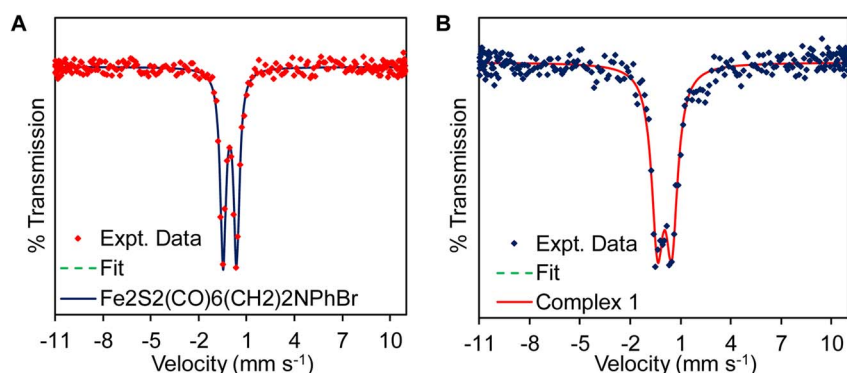 A
% Transmission
Expt. Data
Fit
Fe2S2(CO)6(CH2)2NPhBr
-11 -8 -5 -2 1 4 7 10
Velocity (mm s⁻¹)
B
% Transmission
Expt. Data
Fit
Complex 1
-11 -8 -5 -2 1 4 7 10
Velocity (mm s⁻¹)